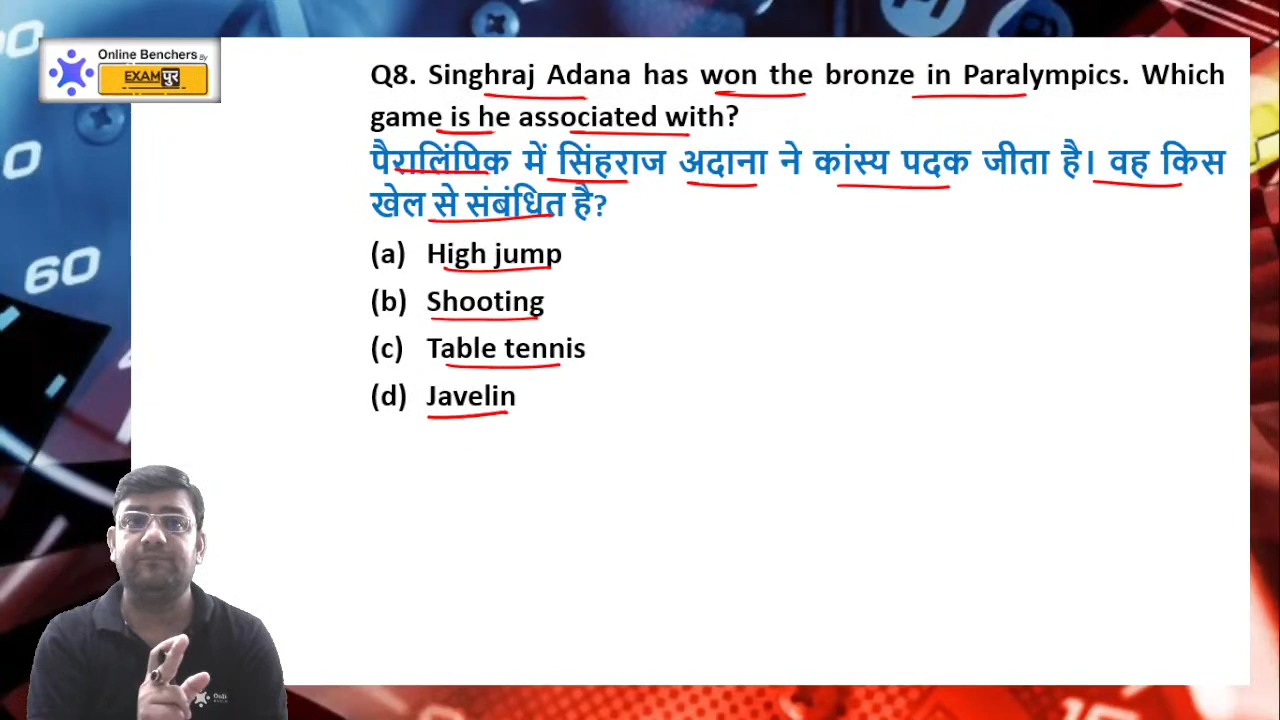 Online Benchers By
EXAMपुर
Q8. Singhraj Adana has won the bronze in Paralympics. Which
game is he associated with?
पैरालिंपिक में सिंहराज अदाना ने कांस्य पदक जीता है। वह किस
खेल से संबंधित है?
(a) High jump
(b) Shooting
(c) Table tennis
(d) Javelin
60